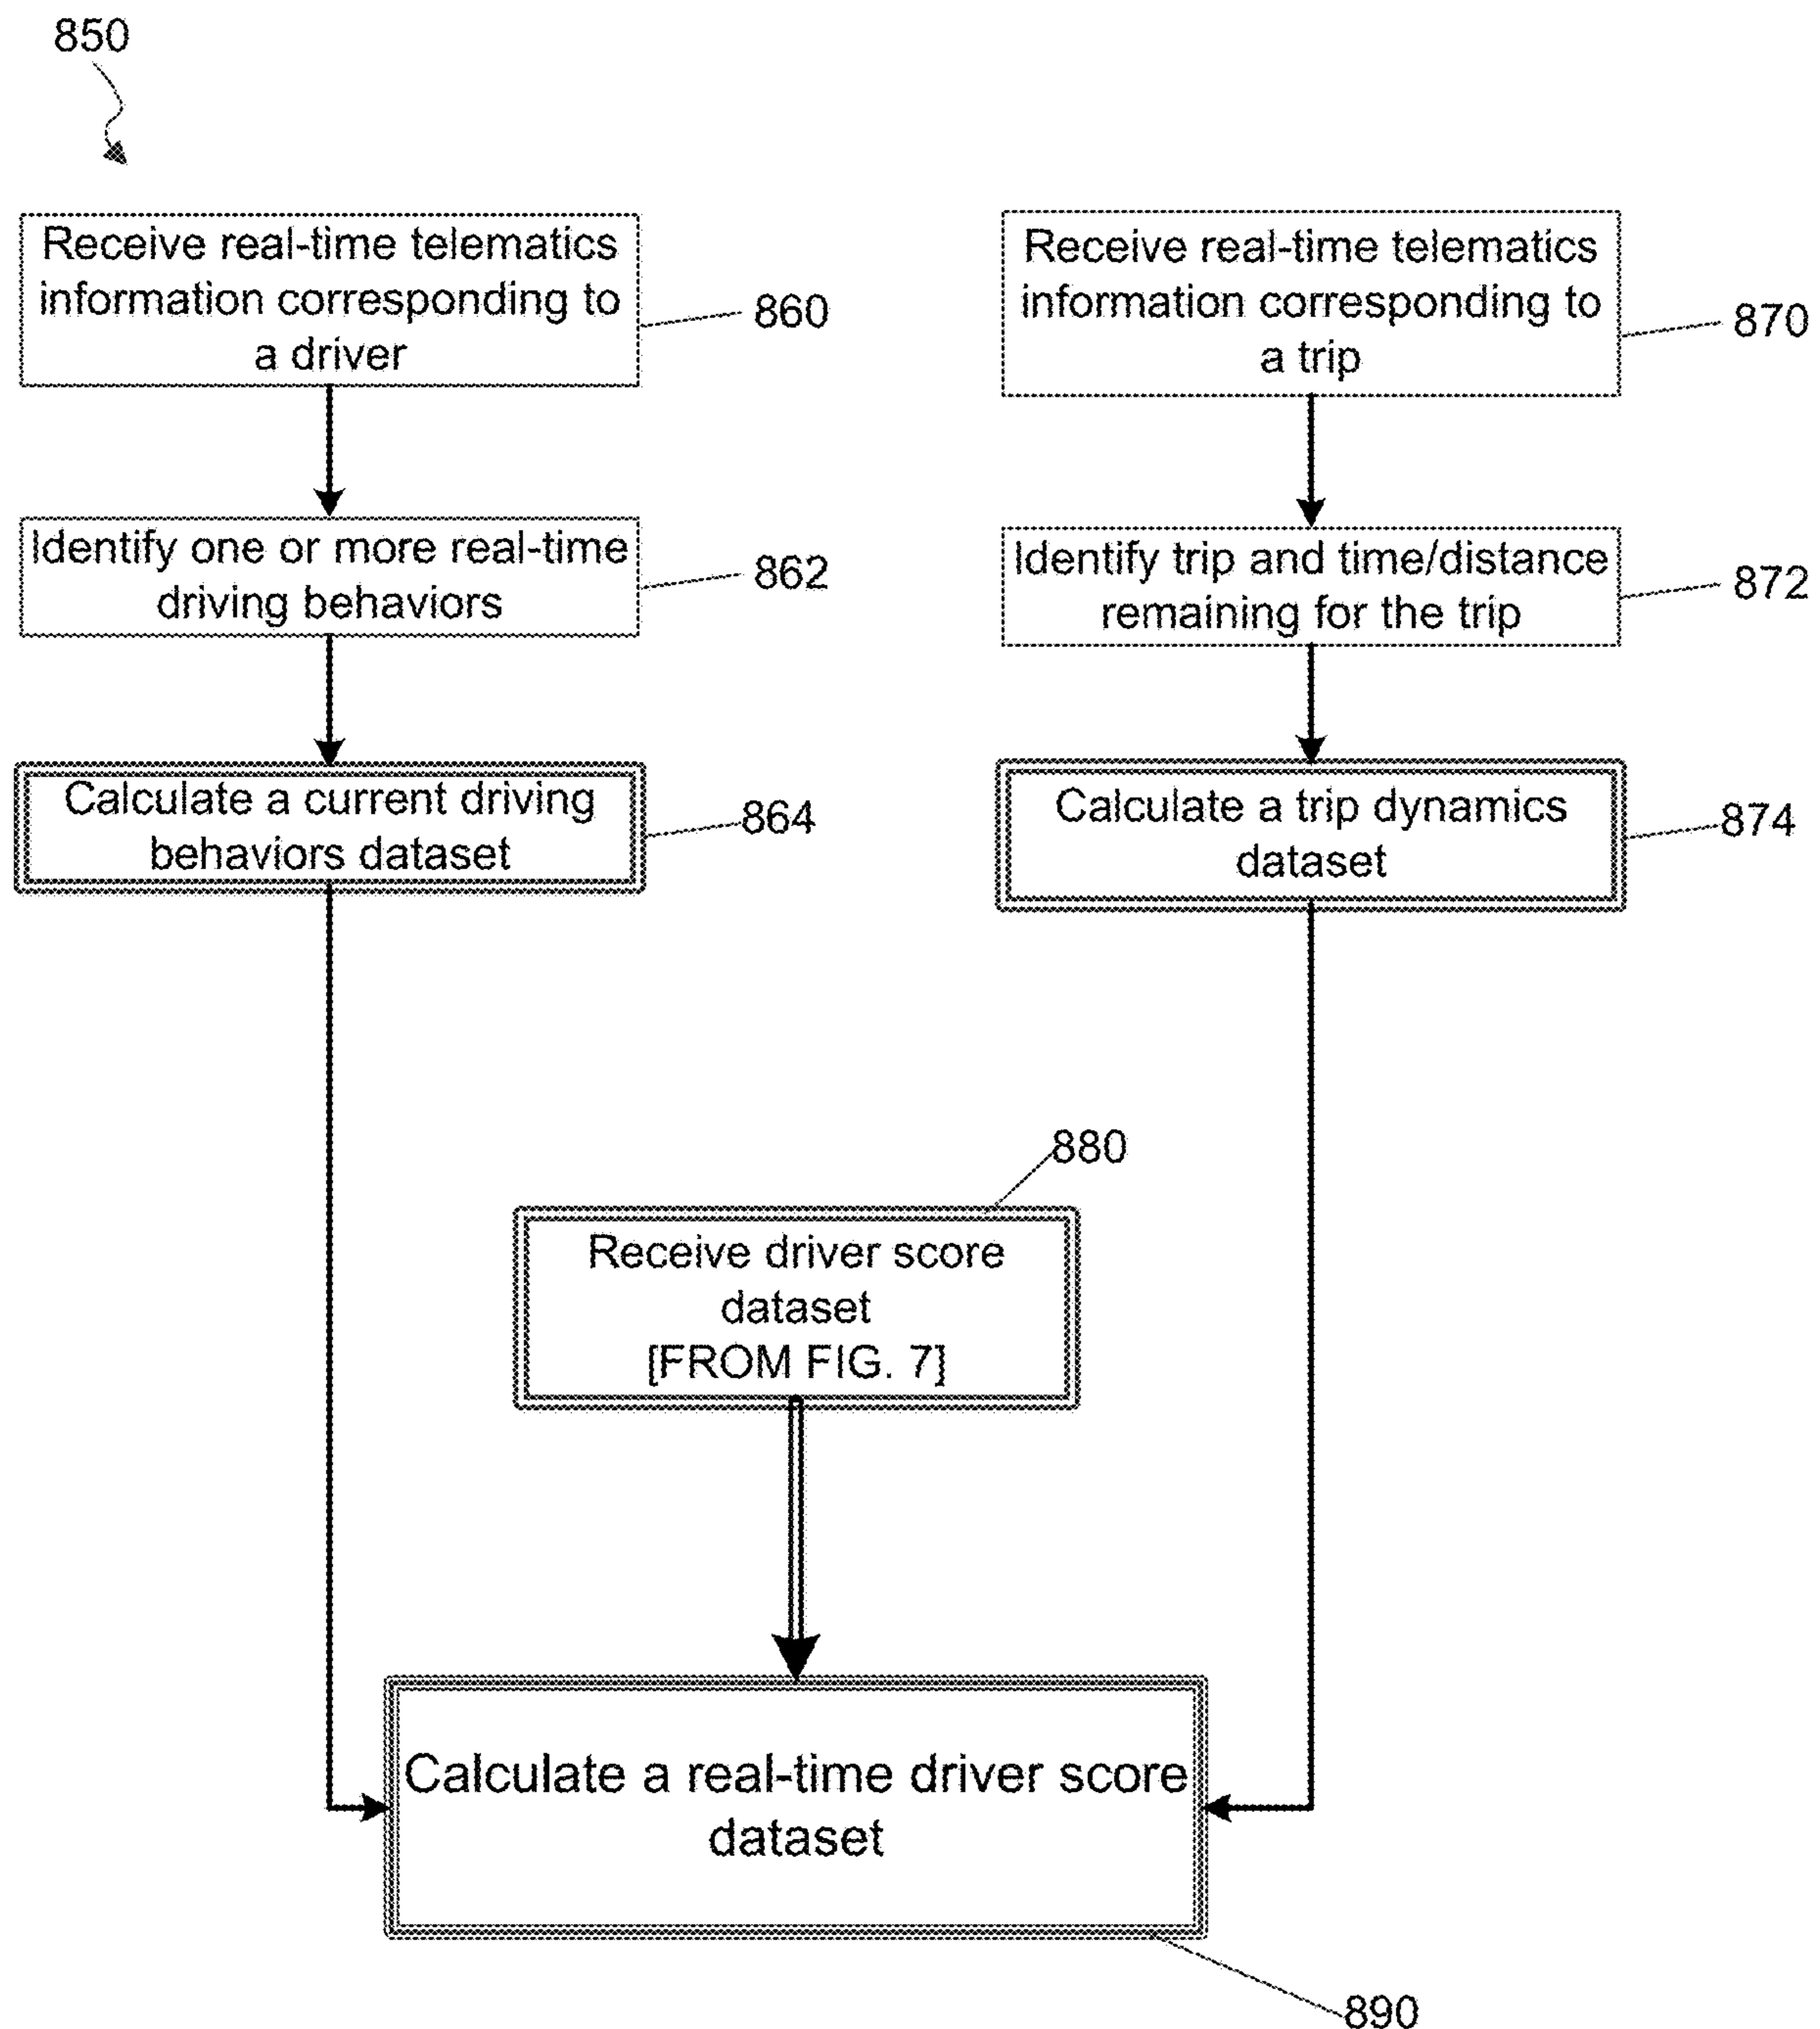 850
Receive real-time telematics
information corresponding to
a driver
860
Identify one or more real-time
driving behaviors
862
Calculate a current driving
behaviors dataset
864
Receive real-time telematics
information corresponding to
a trip
870
Identify trip and time/distance
remaining for the trip
872
Calculate a trip dynamics
dataset
874
880
Receive driver score
dataset
[FROM FIG. 7]
Calculate a real-time driver score
dataset
890